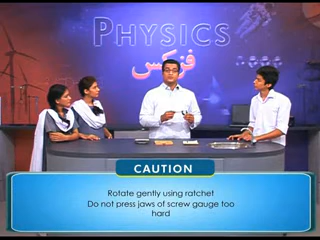 PHYSICS
فزکس
CAUTION
Rotate gently using ratchet
Do not press jaws of screw gauge too
hard